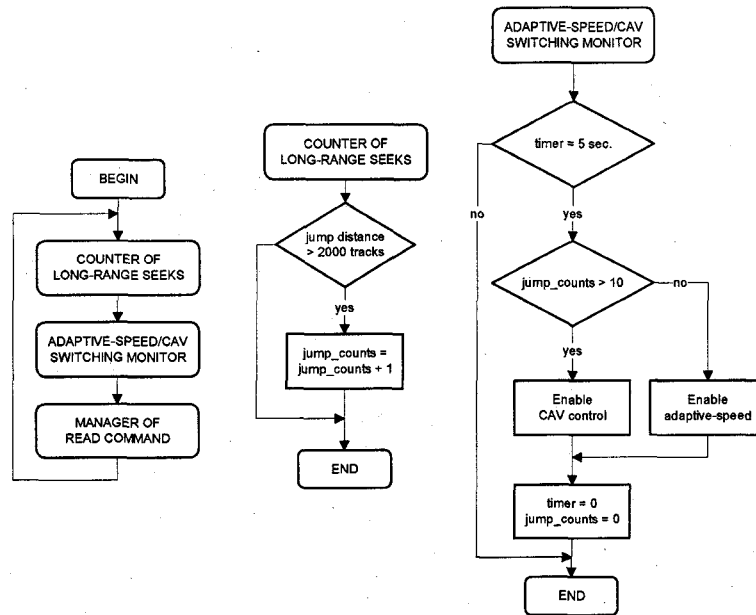 BEGIN
COUNTER OF
LONG-RANGE SEEKS
ADAPTIVE-SPEED/CAV
SWITCHING MONITOR
MANAGER OF
READ COMMAND
COUNTER OF
LONG-RANGE SEEKS
jump distance
> 2000 tracks
yes
jump_counts =
jump_counts + 1
END
ADAPTIVE-SPEED/CAV
SWITCHING MONITOR
timer = 5 sec.
no
yes
jump_counts > 10
no
yes
Enable
CAV control
Enable
adaptive-speed
timer = 0
jump_counts = 0
END